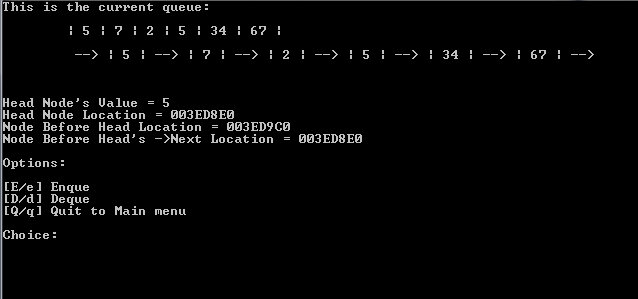 This is the current queue:
| 5 | 7 | 2 | 5 | 34 | 67 |
--> | 5 | --> | 7 | --> | 2 | --> | 5 | --> | 34 | --> | 67 | -->
Head Node's Value = 5
Head Node Location = 003ED8E0
Node Before Head Location = 003ED9C0
Node Before Head's ->Next Location = 003ED8E0
Options:
[E/e] Enque
[D/d] Deque
[Q/q] Quit to Main menu
Choice: